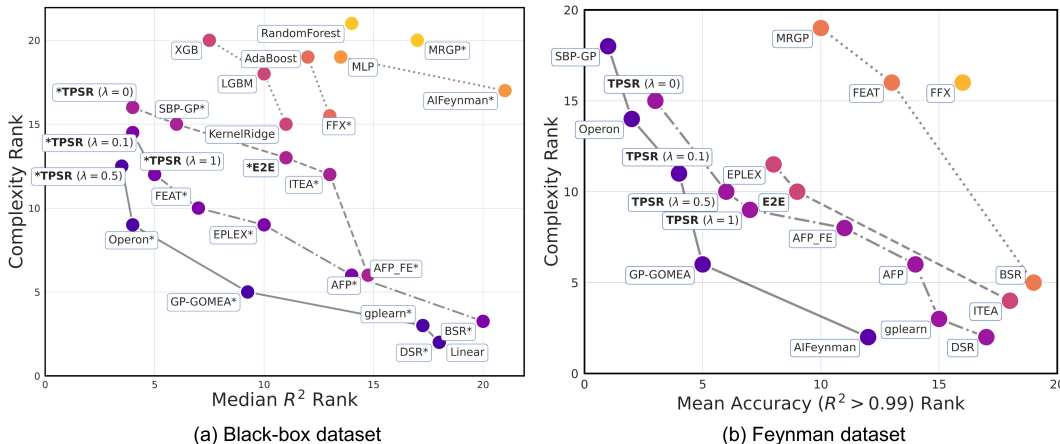 20
15
10
5
0
Complexity Rank
RandomForest
XGB
MRGP*
AdaBoost
MLP
LGBM
AIFeynman*
*TPSR (λ = 0)
SBP-GP*
KernelRidge
FFX*
*TPSR (λ = 0.1)
*TPSR (λ = 1)
*E2E
*TPSR (λ = 0.5)
FEAT*
ITEA*
Operon*
EPLEX*
AFP_FE*
AFP*
GP-GOMEA*
gplearn*
BSR*
DSR*
Linear
0 5 10 15 20
Median R² Rank
(a) Black-box dataset
20
15
10
5
0
Complexity Rank
MRGP
SBP-GP
TPSR (λ = 0)
FEAT
FFX
Operon
TPSR (λ = 0.1)
EPLEX
TPSR (λ = 0.5)
E2E
TPSR (λ = 1)
AFP_FE
GP-GOMEA
AFP
BSR
ITEA
gplearn
AIFeynman
DSR
0 5 10 15 20
Mean Accuracy (R² > 0.99) Rank
(b) Feynman dataset